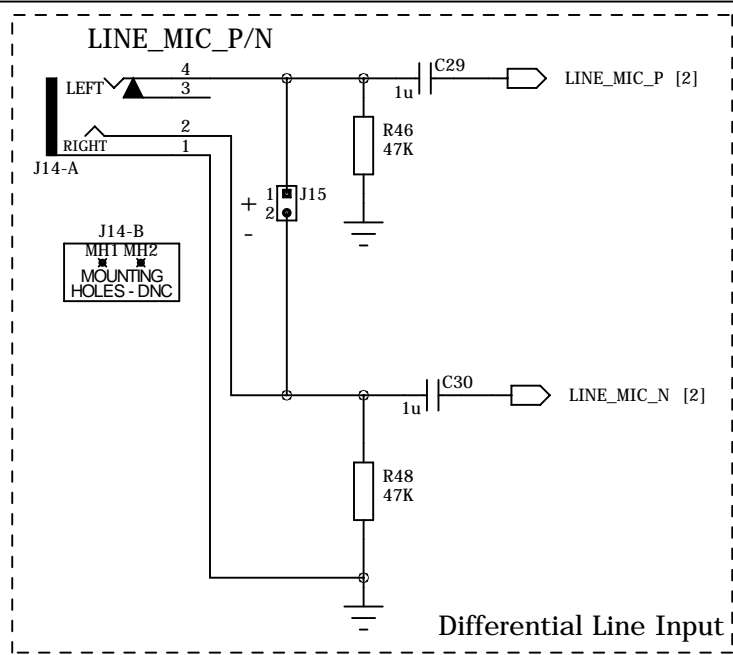 LINE_MIC_P/N
4
LEFT
3
2
RIGHT
1
J14-A
C29
1u
LINE_MIC_P [2]
R46
47K
+ 1 J15
2
-
J14-B
MH1 MH2
MOUNTING
HOLES - DNC
C30
1u
LINE_MIC_N [2]
R48
47K
Differential Line Input